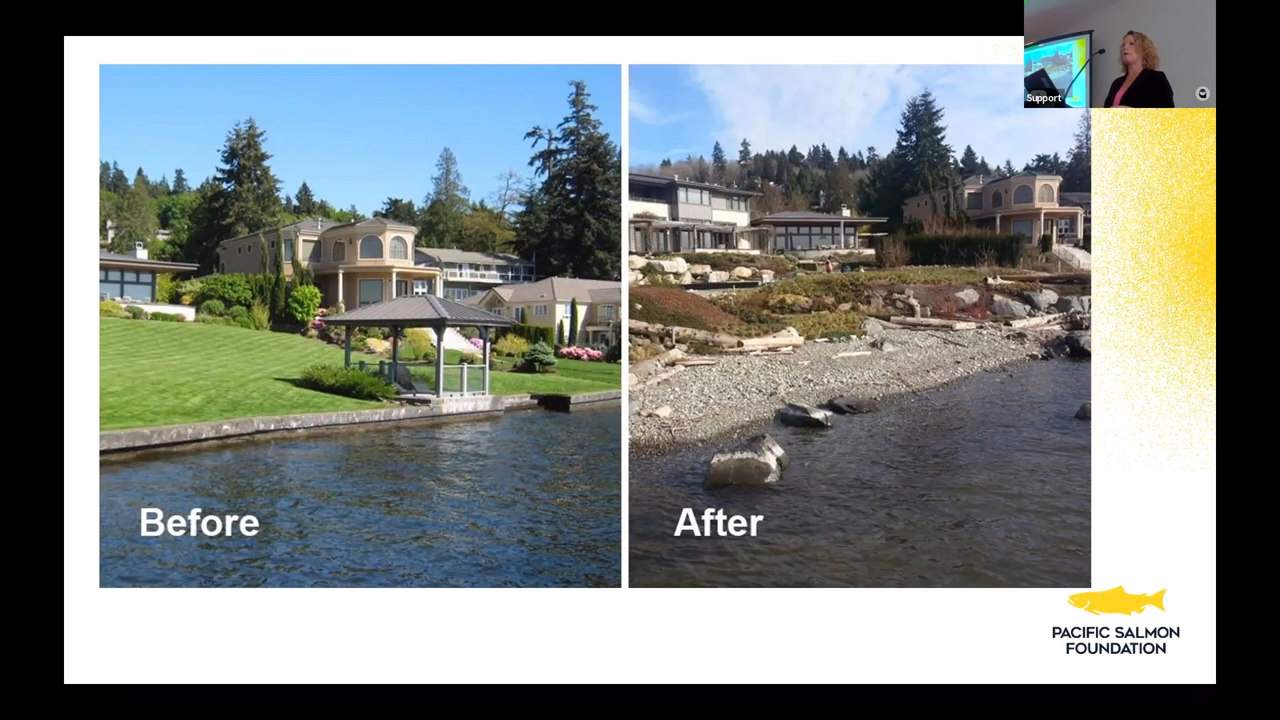 Support
Before
After
PACIFIC SALMON
FOUNDATION